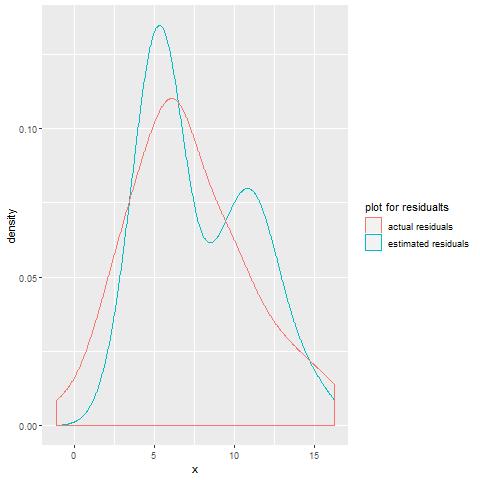 density
0.10
0.05
0.00
0
5
10
15
x
plot for residualts
actual residuals
estimated residuals